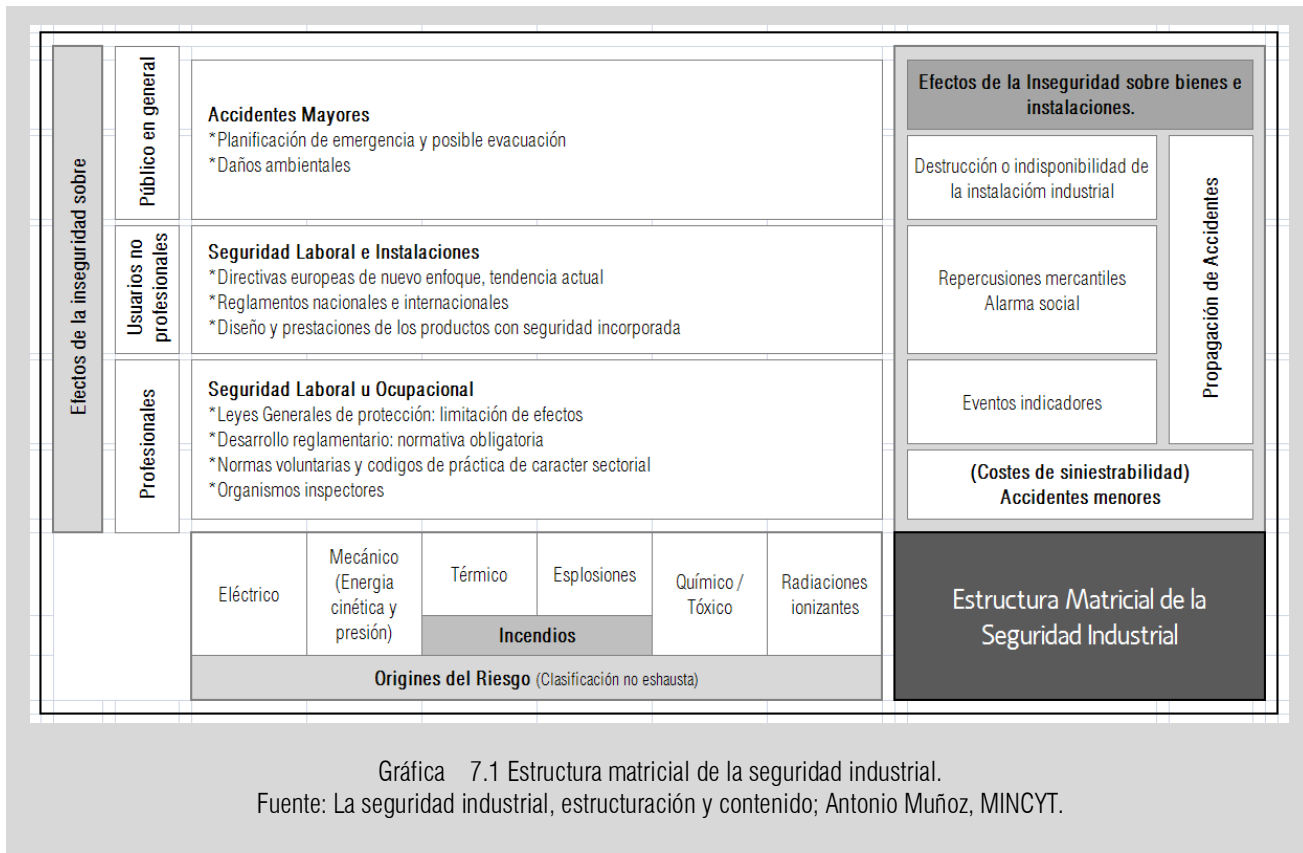 Efectos de la inseguridad sobre
Público en general
Accidentes Mayores
*Planificación de emergencia y posible evacuación
*Daños ambientales
Usuarios no
profesionales
Seguridad Laboral e Instalaciones
*Directivas europeas de nuevo enfoque, tendencia actual
*Reglamentos nacionales e internacionales
*Diseño y prestaciones de los productos con seguridad incorporada
Profesionales
Seguridad Laboral u Ocupacional
*Leyes Generales de protección: limitación de efectos
*Desarrollo reglamentario: normativa obligatoria
*Normas voluntarias y codigos de práctica de caracter sectorial
*Organismos inspectores
Efectos de la Inseguridad sobre bienes e
instalaciones.
Destrucción o indisponibilidad de
la instalacióm industrial
Repercusiones mercantiles
Alarma social
Eventos indicadores
Propagación de Accidentes
(Costes de siniestrabilidad)
Accidentes menores
Eléctrico
Mecánico
(Energia
cinética y
presión)
Térmico
Esplosiones
Incendios
Químico /
Tóxico
Radiaciones
ionizantes
Origines del Riesgo (Clasificación no eshausta)
Estructura Matricial de la
Seguridad Industrial
Gráfica 7.1 Estructura matricial de la seguridad industrial.
Fuente: La seguridad industrial, estructuración y contenido; Antonio Muñoz, MINCYT.